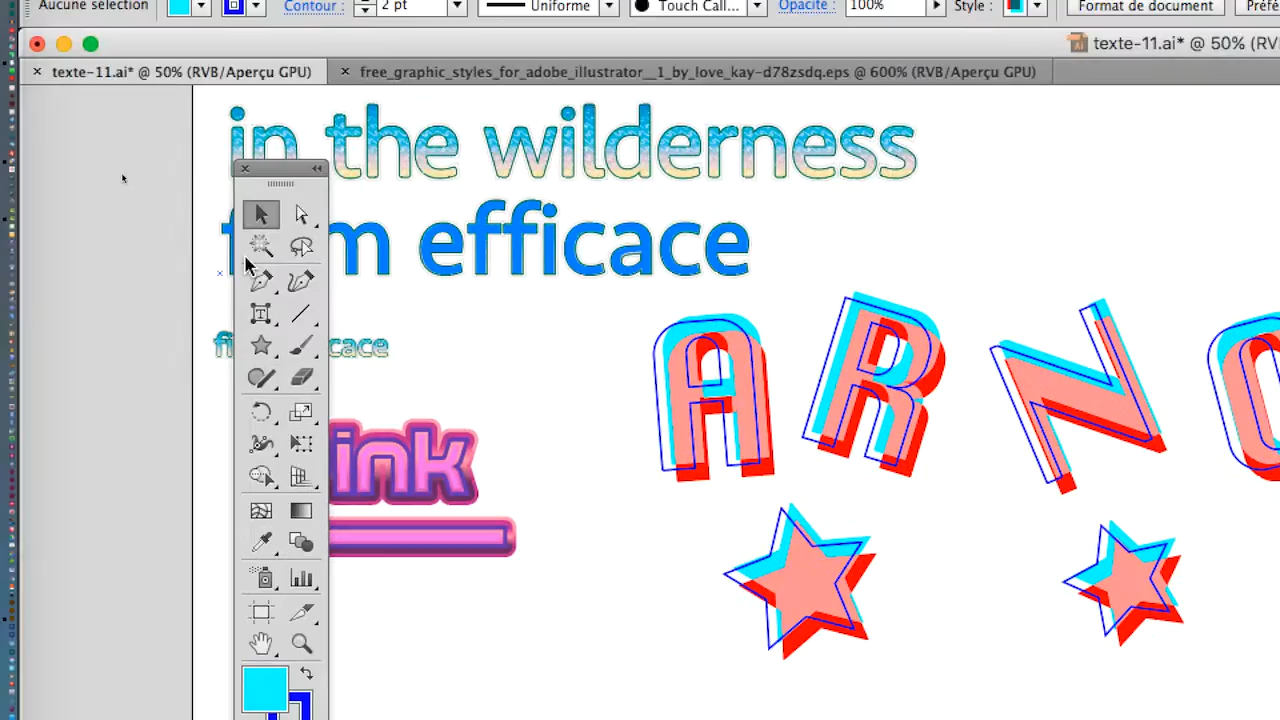 Aucune sélection Contour : 2 pt Uniforme Touch Call... Opacité : 100% Style : Format de document
texte-11.ai* @ 50% (RVB/Aperçu GPU)
texte-11.ai* @ 50% (RVB/Aperçu GPU) free_graphic_styles_for_adobe_illustrator__1_by_love_kay-d78zsdq.eps @ 600% (RVB/Aperçu GPU)
in the wilderness
efficace
A R N
ink